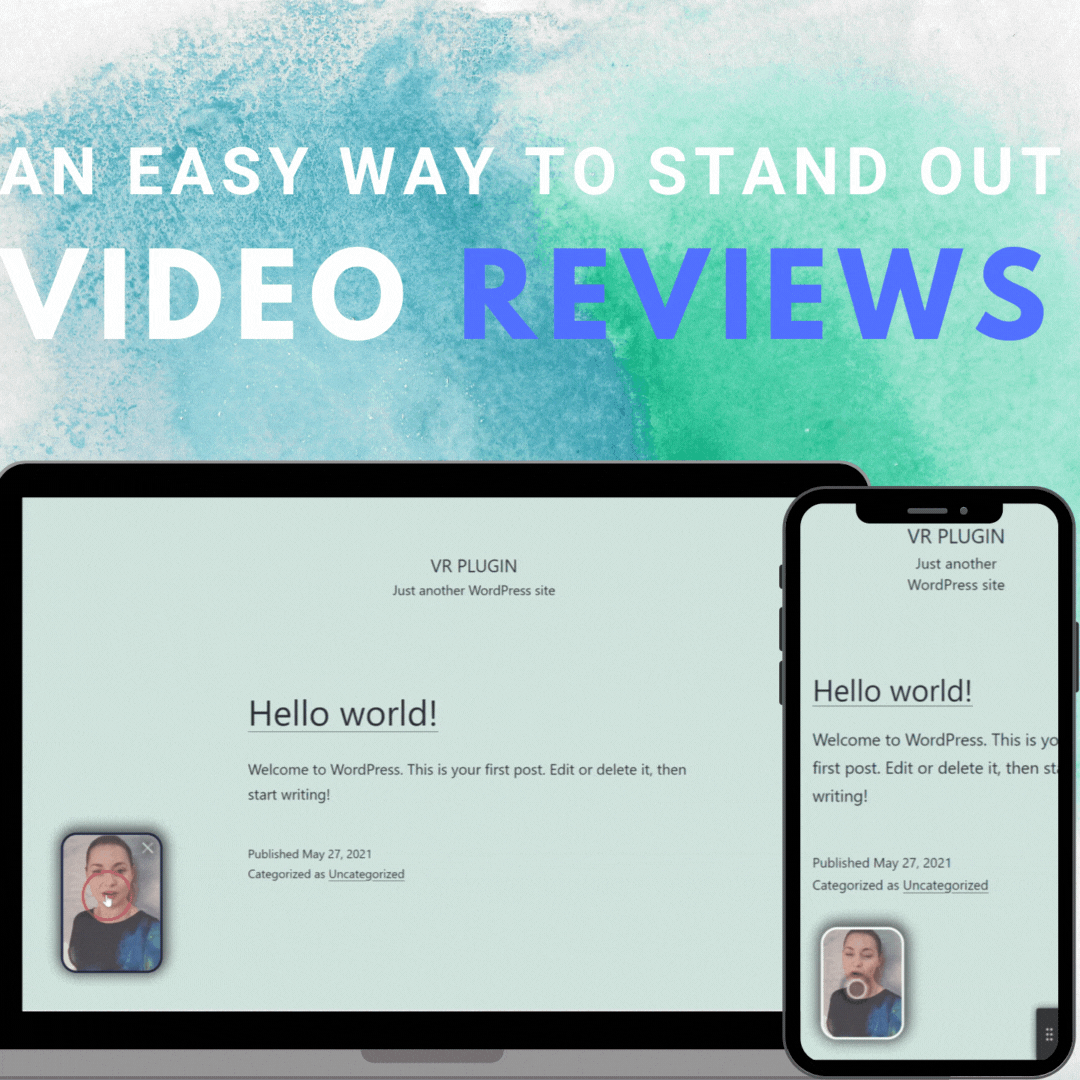 AN EASY WAY TO STAND OUT
VIDEO REVIEWS
VR PLUGIN
Just another WordPress site
Hello world!
Welcome to WordPress. This is your first post. Edit or delete it, then
start writing!
Published May 27, 2021
Categorized as Uncategorized
VR PLUGIN
Just another
WordPress site
Hello world!
Welcome to WordPress. This is yo
first post. Edit or delete it, then sta
writing!
Published May 27, 2021
Categorized as Uncategorized